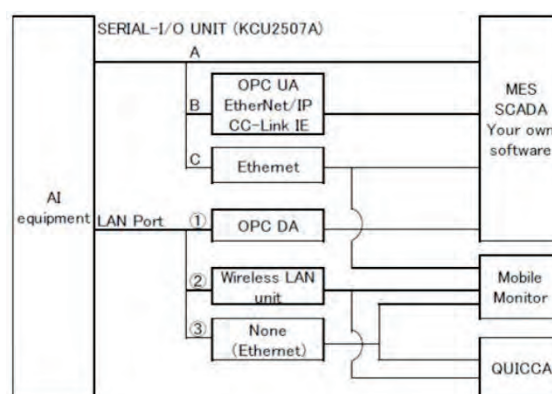 SERIAL-I/O UNIT (KCU2507A)
A
B
OPC UA
EtherNet/IP
CC-Link IE
C
Ethernet
MES
SCADA
Your own
software
AI
equipment
LAN Port
①
OPC DA
②
Wireless LAN
unit
③
None
(Ethernet)
Mobile
Monitor
QUICCA